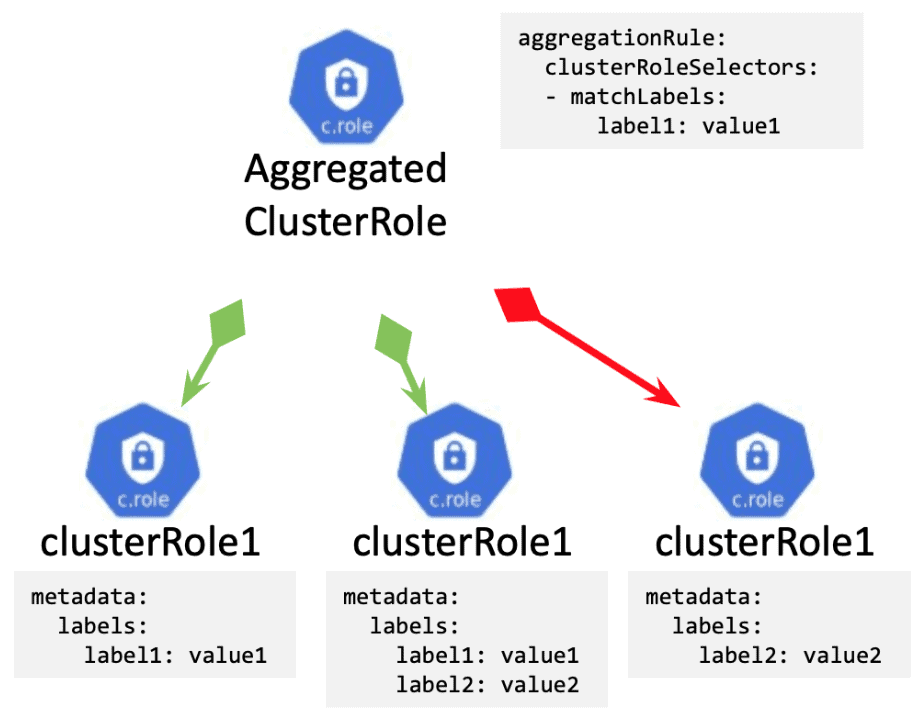 c.role
Aggregated
ClusterRole
aggregationRule:
  clusterRoleSelectors:
  - matchLabels:
      label1: value1
c.role
clusterRole1
metadata:
  labels:
    label1: value1
c.role
clusterRole1
metadata:
  labels:
    label1: value1
    label2: value2
c.role
clusterRole1
metadata:
  labels:
    label2: value2